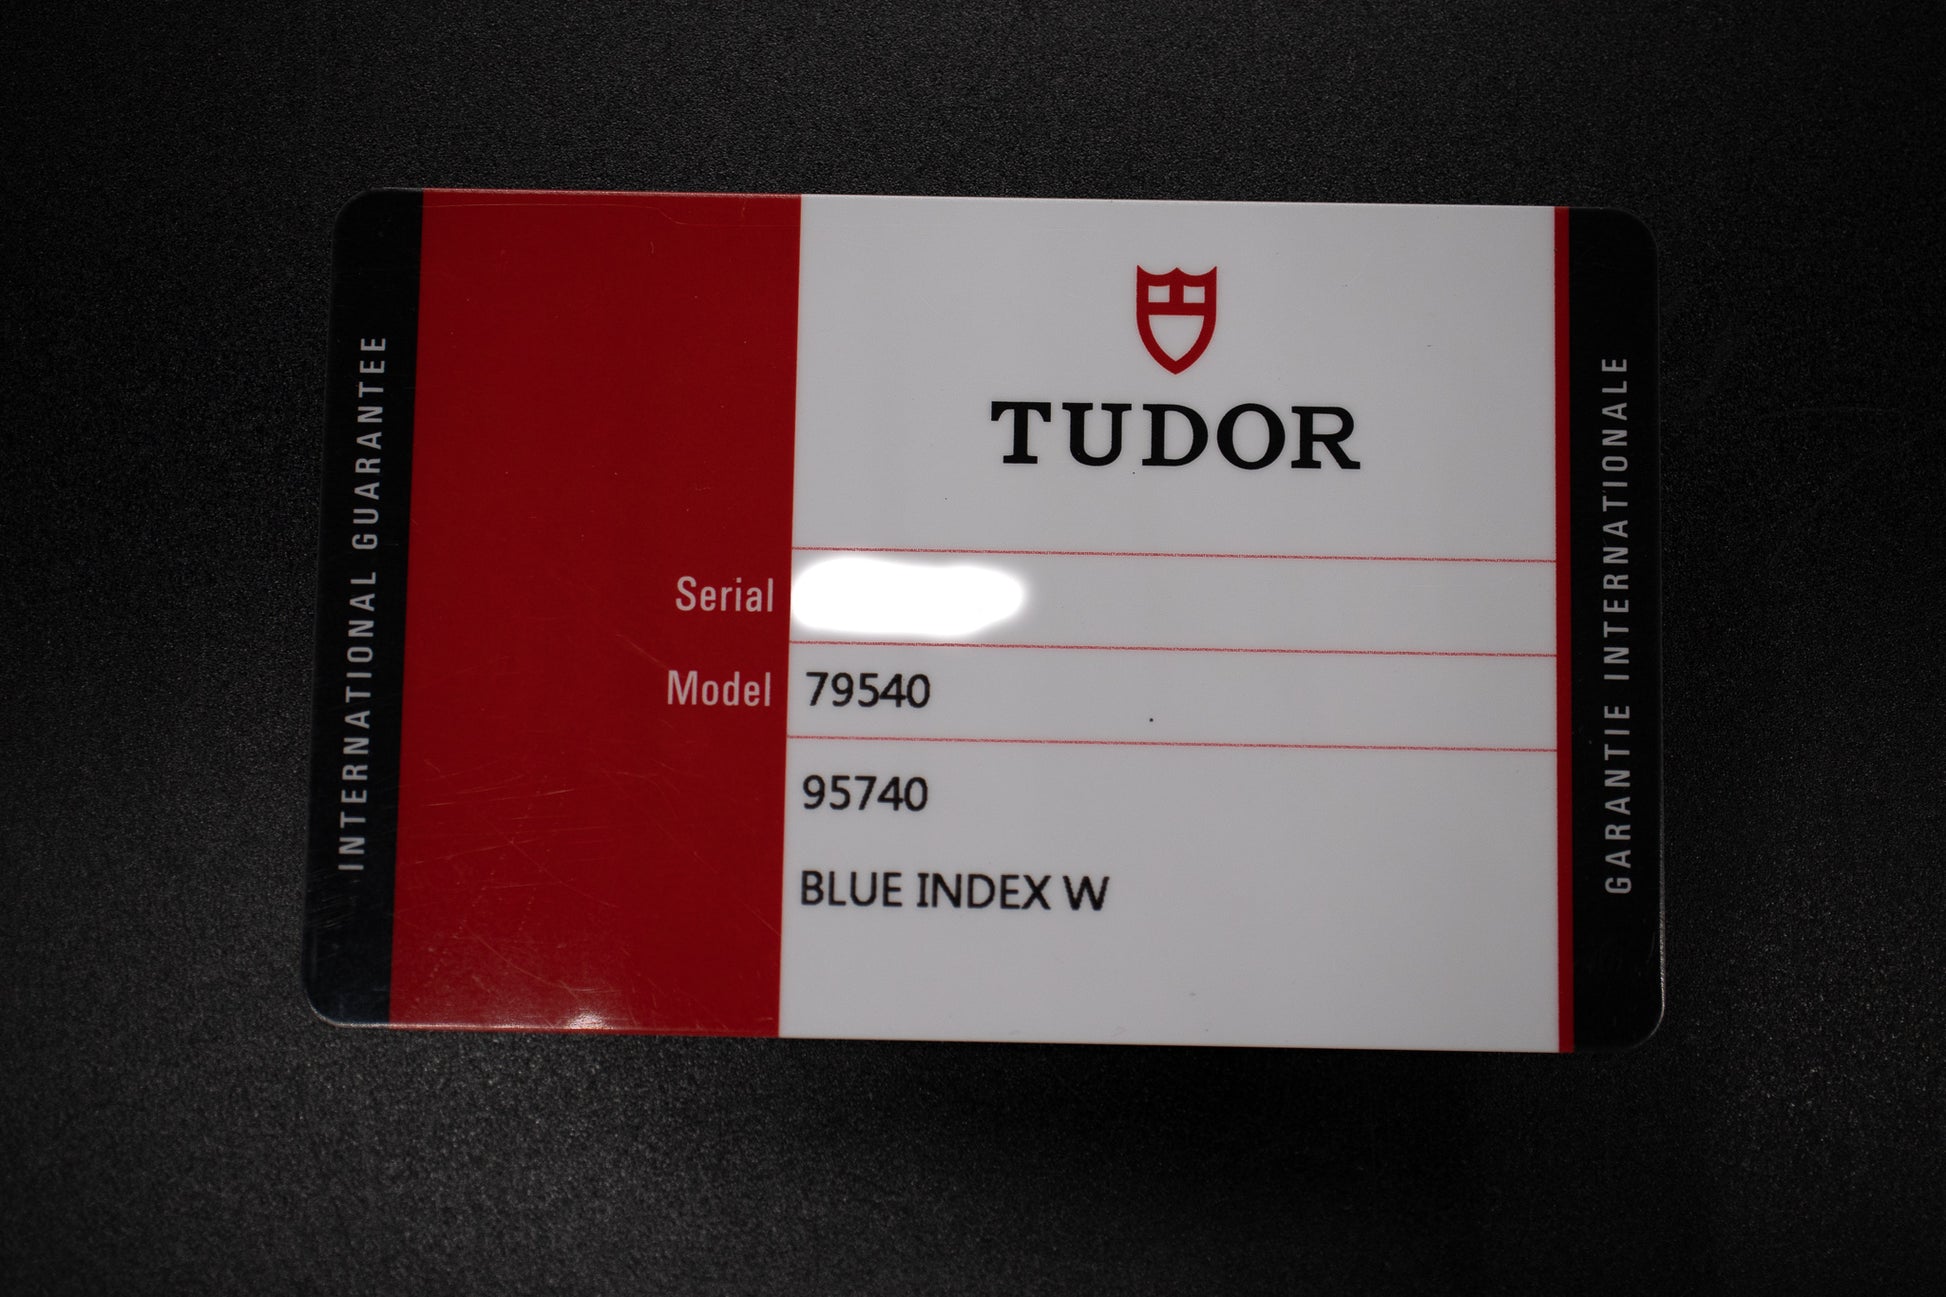 INTERNATIONAL GUARANTEE
TUDOR
Serial
Model 79540
95740
BLUE INDEX W
GARANTIE INTERNATIONALE